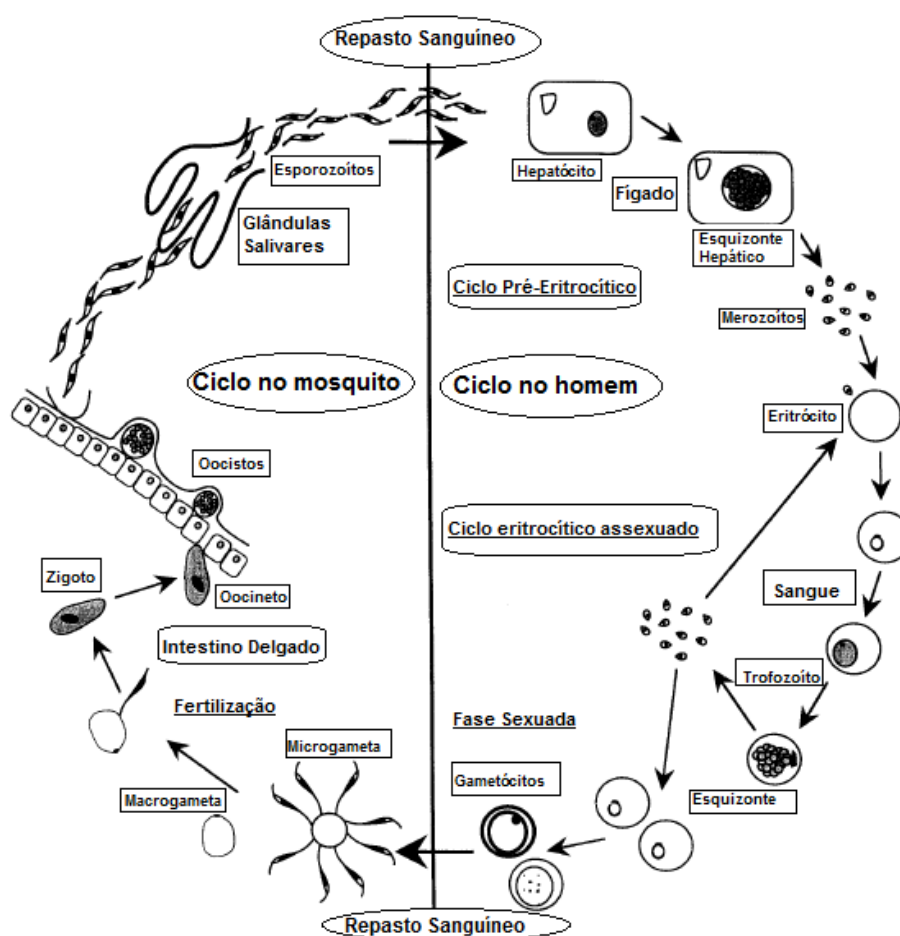 Repasto Sanguíneo
Esporozoítos
Hepatócito
Fígado
Glândulas
Salivares
Esquizonte
Hepático
Ciclo Pré-Eritrocítico
Merozoítos
Ciclo no mosquito
Ciclo no homem
Eritrócito
Oocistos
Ciclo eritrocítico assexuado
Zigoto
Oocineto
Sangue
Intestino Delgado
Trofozoíto
Fertilização
Fase Sexuada
Microgameta
Gametócitos
Macrogameta
Esquizonte
Repasto Sanguíneo